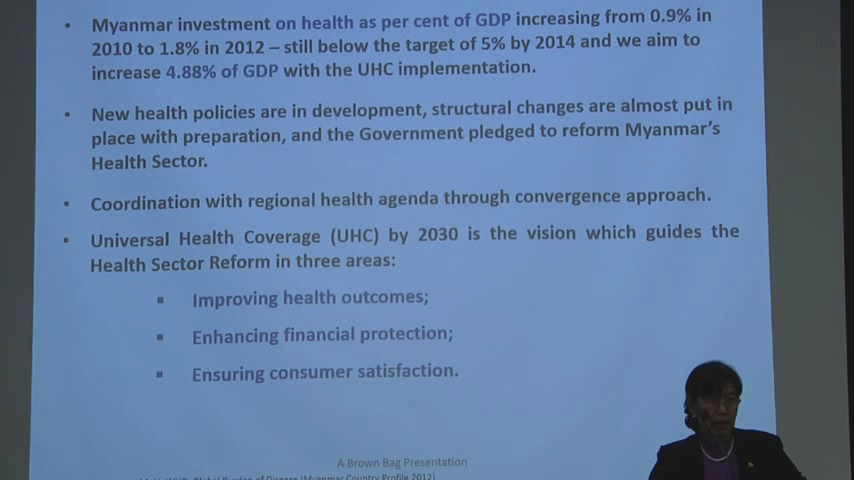 • Myanmar investment on health as per cent of GDP increasing from 0.9% in
2010 to 1.8% in 2012 – still below the target of 5% by 2014 and we aim to
increase 4.88% of GDP with the UHC implementation.
• New health policies are in development, structural changes are almost put in
place with preparation, and the Government pledged to reform Myanmar's
Health Sector.
• Coordination with regional health agenda through convergence approach.
• Universal Health Coverage (UHC) by 2030 is the vision which guides the
Health Sector Reform in three areas:
▪ Improving health outcomes;
▪ Enhancing financial protection;
▪ Ensuring consumer satisfaction.
A Brown Bag Presentation
Global Burden of Disease (Myanmar Country Profile 2012)